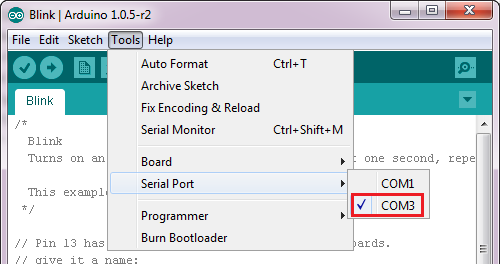 Blink | Arduino 1.0.5-r2
File Edit Sketch Tools Help
Auto Format Ctrl+T
Archive Sketch
Fix Encoding & Reload
Serial Monitor Ctrl+Shift+M
Board
Serial Port
Programmer
Burn Bootloader
COM1
COM3
Blink
/*
Blink
Turns on an one second, repe
This example
*/
// Pin 13 has ards.
// give it a name: